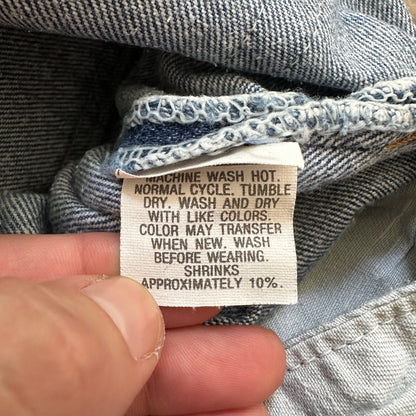 MACHINE WASH HOT.
NORMAL CYCLE. TUMBLE
DRY. WASH AND DRY
WITH LIKE COLORS.
COLOR MAY TRANSFER
WHEN NEW. WASH
BEFORE WEARING.
SHRINKS
APPROXIMATELY 10%.